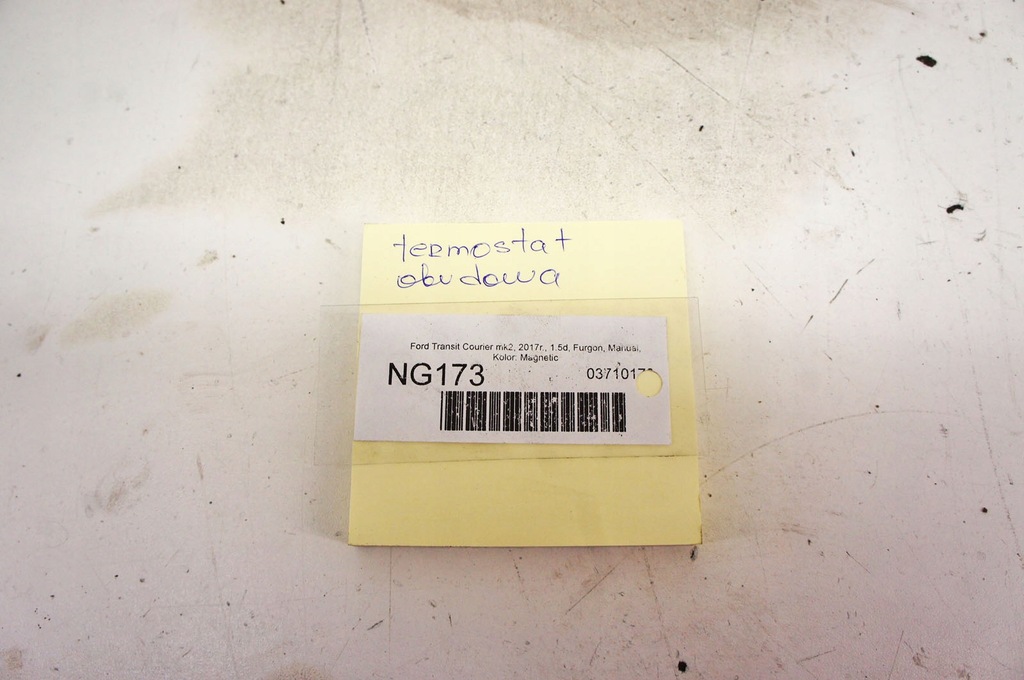 termostat
obudowa
Ford Transit Courier mk2, 2017r., 1.5d, Furgon, Manual,
Kolor: Magnetic
NG173